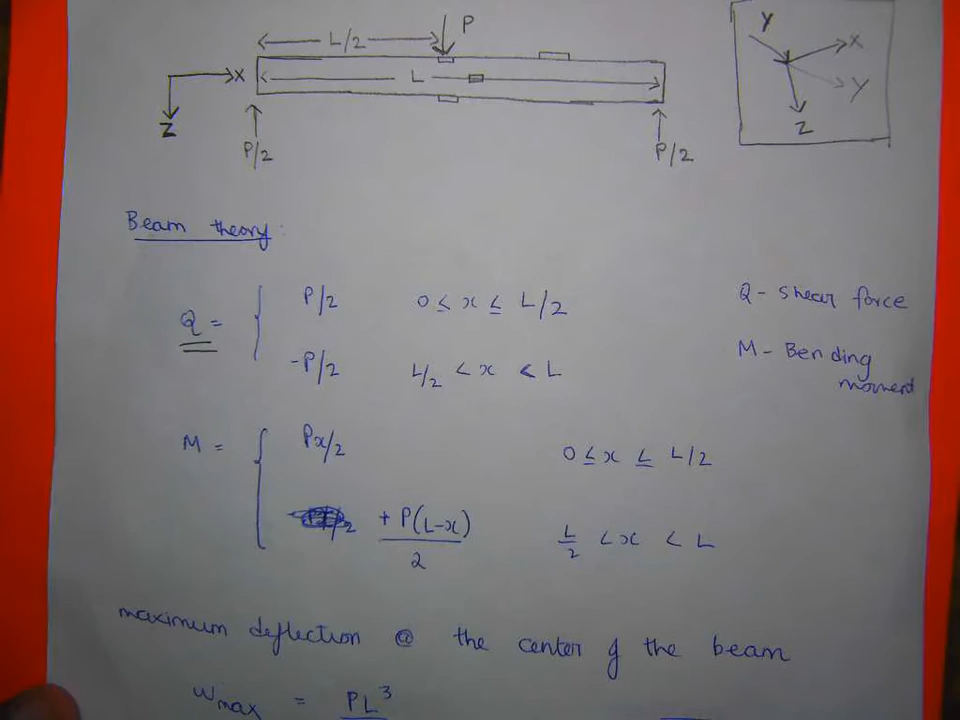 P
L/2
L
X
Z
P/2
P/2
Y
X
Y
Z
Beam theory:
Q = { P/2 0 ≤ x ≤ L/2
-P/2 L/2 < x < L
Q - shear force
M - Bending moment
M = { Px/2 0 ≤ x ≤ L/2
+ P(L-x)/2 L/2 < x < L
maximum deflection @ the center of the beam
wmax = PL³